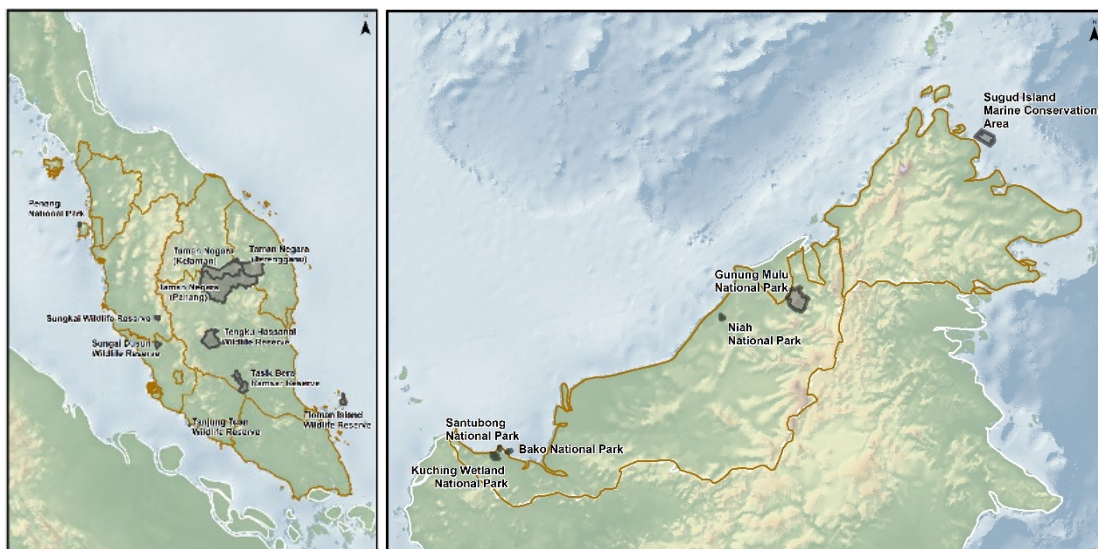 N
Penang
National Park
Taman Negara
(Kelantan)
Taman Negara
(Terengganu)
Taman Negara
(Pahang)
Sungkai Wildlife Reserve
Sungai Dusun
Wildlife Reserve
Tengku Hassanal
Wildlife Reserve
Tasik Bera
Ramsar Reserve
Tanjung Tuan
Wildlife Reserve
Tioman Island
Wildlife Reserve
N
Sugud Island
Marine Conservation
Area
Gunung Mulu
National Park
Niah
National Park
Santubong
National Park
Bako National Park
Kuching Wetland
National Park